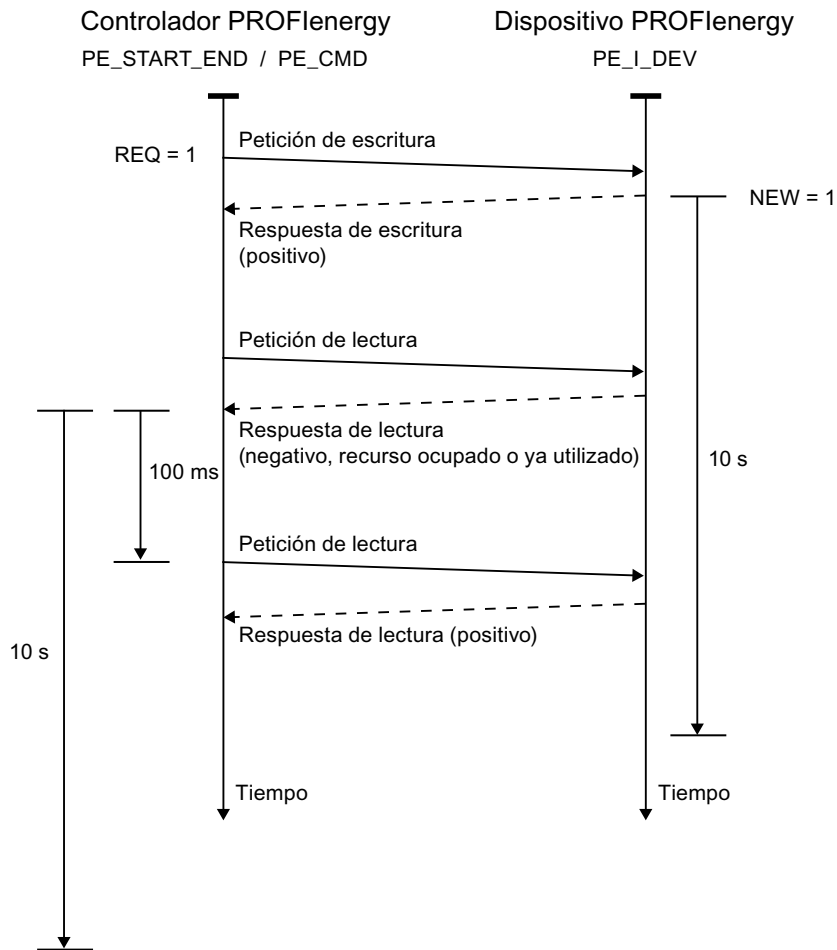 Controlador PROFIenergy
Dispositivo PROFIenergy
PE_START_END / PE_CMD
PE_I_DEV
Petición de escritura
REQ = 1
NEW = 1
Respuesta de escritura
(positivo)
Petición de lectura
Respuesta de lectura
(negativo, recurso ocupado o ya utilizado)
100 ms
10 s
Petición de lectura
Respuesta de lectura (positivo)
10 s
Tiempo
Tiempo